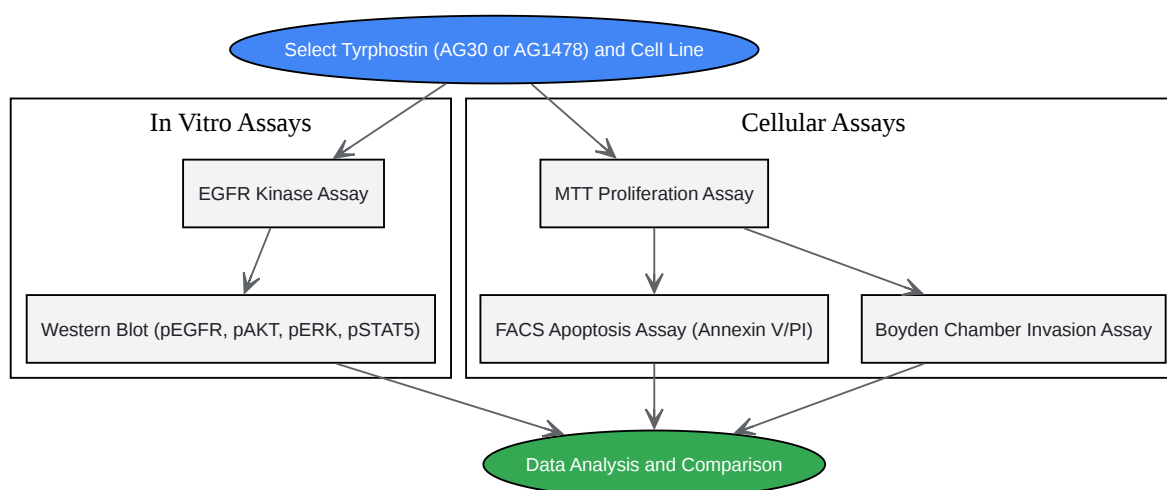 Select Tyrphostin (AG30 or AG1478) and Cell Line
In Vitro Assays
Cellular Assays
EGFR Kinase Assay
MTT Proliferation Assay
Western Blot (pEGFR, pAKT, pERK, pSTAT5)
FACS Apoptosis Assay (Annexin V/PI)
Boyden Chamber Invasion Assay
Data Analysis and Comparison